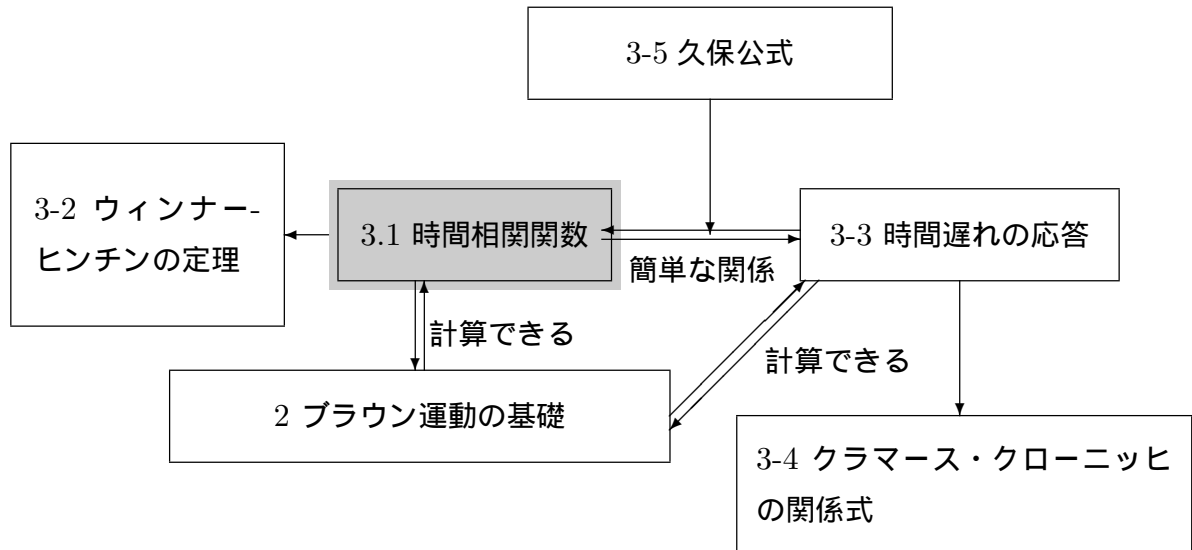 3-5 久保公式
3-2 ウィンナー-
ヒンチンの定理
3.1 時間相関関数
3-3 時間遅れの応答
簡単な関係
計算できる
計算できる
2 ブラウン運動の基礎
3-4 クラマース・クローニッヒ
の関係式